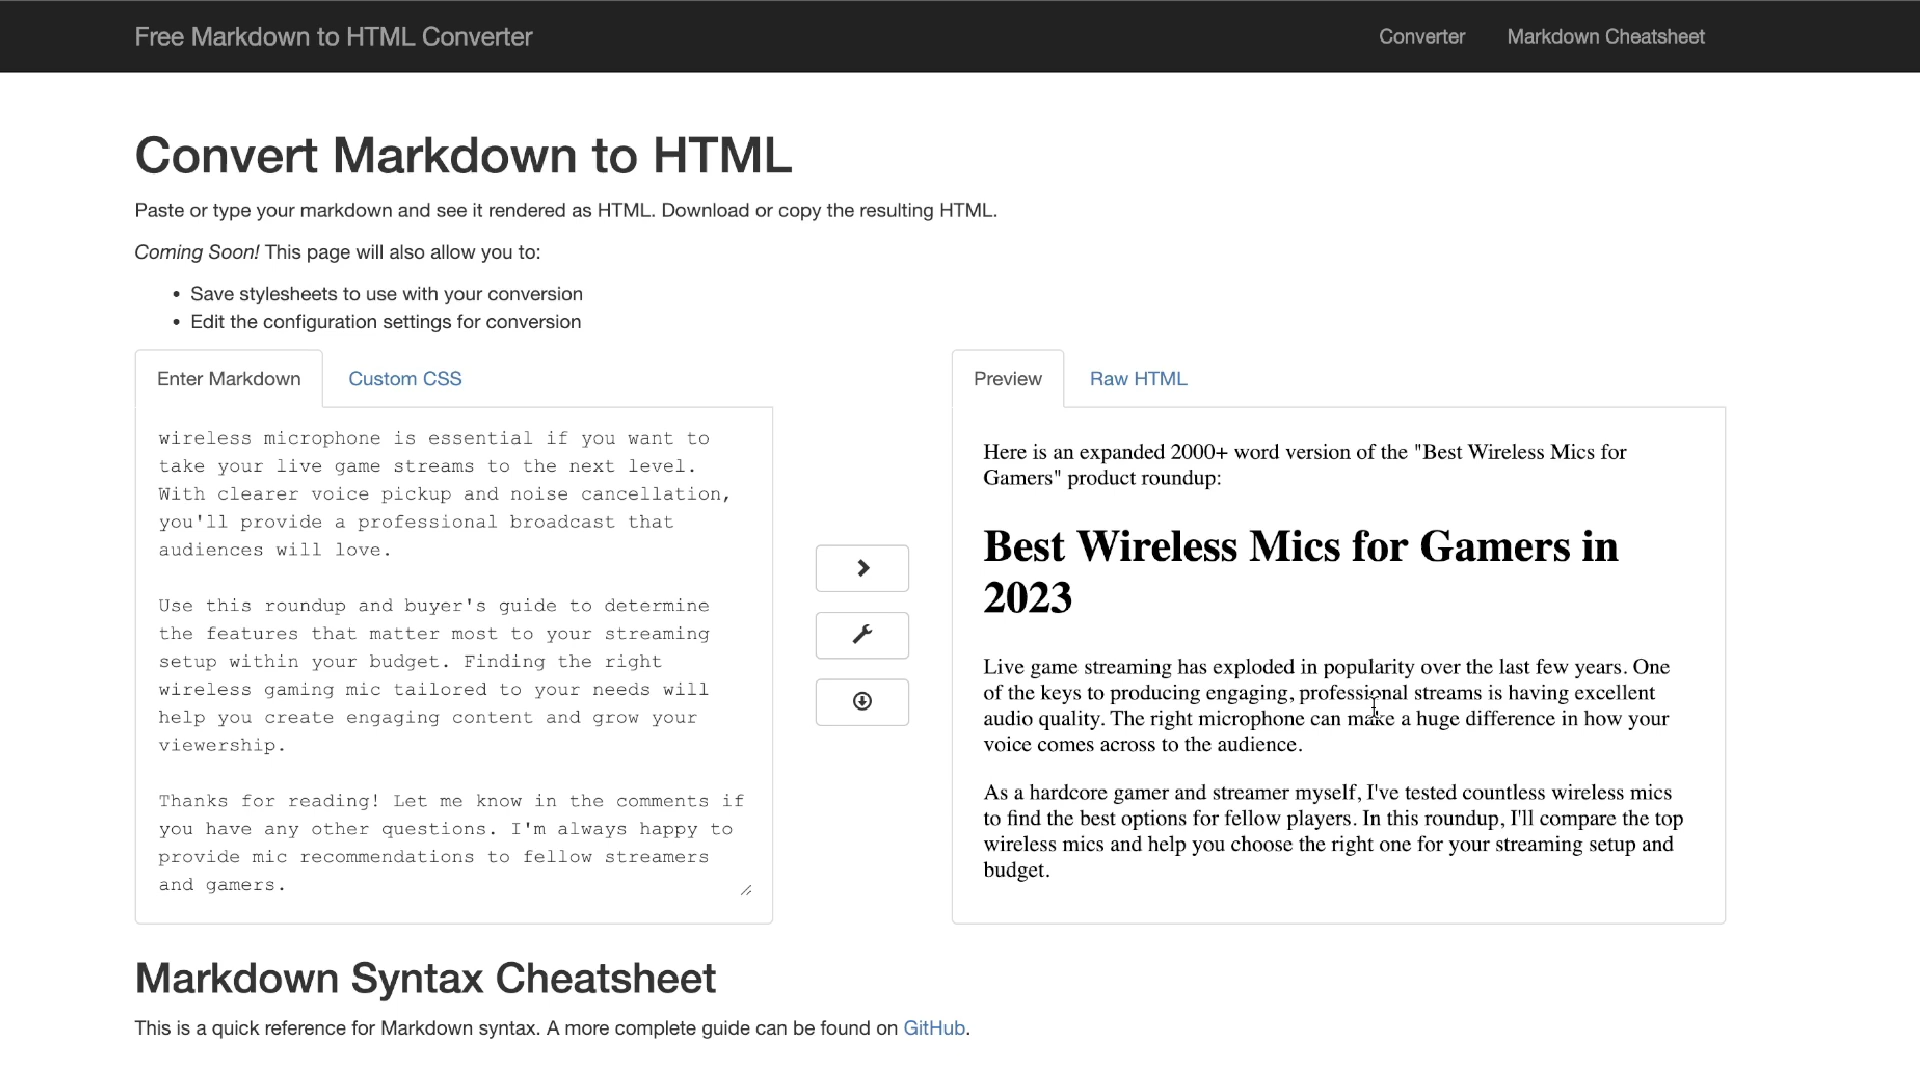 Free Markdown to HTML Converter
Converter
Markdown Cheatsheet
Convert Markdown to HTML
Paste or type your markdown and see it rendered as HTML. Download or copy the resulting HTML.
Coming Soon! This page will also allow you to:
• Save stylesheets to use with your conversion
• Edit the configuration settings for conversion
Enter Markdown
Custom CSS
wireless microphone is essential if you want to
take your live game streams to the next level.
With clearer voice pickup and noise cancellation,
you'll provide a professional broadcast that
audiences will love.
Use this roundup and buyer's guide to determine
the features that matter most to your streaming
setup within your budget. Finding the right
wireless gaming mic tailored to your needs will
help you create engaging content and grow your
viewership.
Thanks for reading! Let me know in the comments if
you have any other questions. I'm always happy to
provide mic recommendations to fellow streamers
and gamers.
Preview
Raw HTML
Here is an expanded 2000+ word version of the "Best Wireless Mics for
Gamers" product roundup:
Best Wireless Mics for Gamers in
2023
Live game streaming has exploded in popularity over the last few years. One
of the keys to producing engaging, professional streams is having excellent
audio quality. The right microphone can make a huge difference in how your
voice comes across to the audience.
As a hardcore gamer and streamer myself, I've tested countless wireless mics
to find the best options for fellow players. In this roundup, I'll compare the top
wireless mics and help you choose the right one for your streaming setup and
budget.
Markdown Syntax Cheatsheet
This is a quick reference for Markdown syntax. A more complete guide can be found on GitHub.